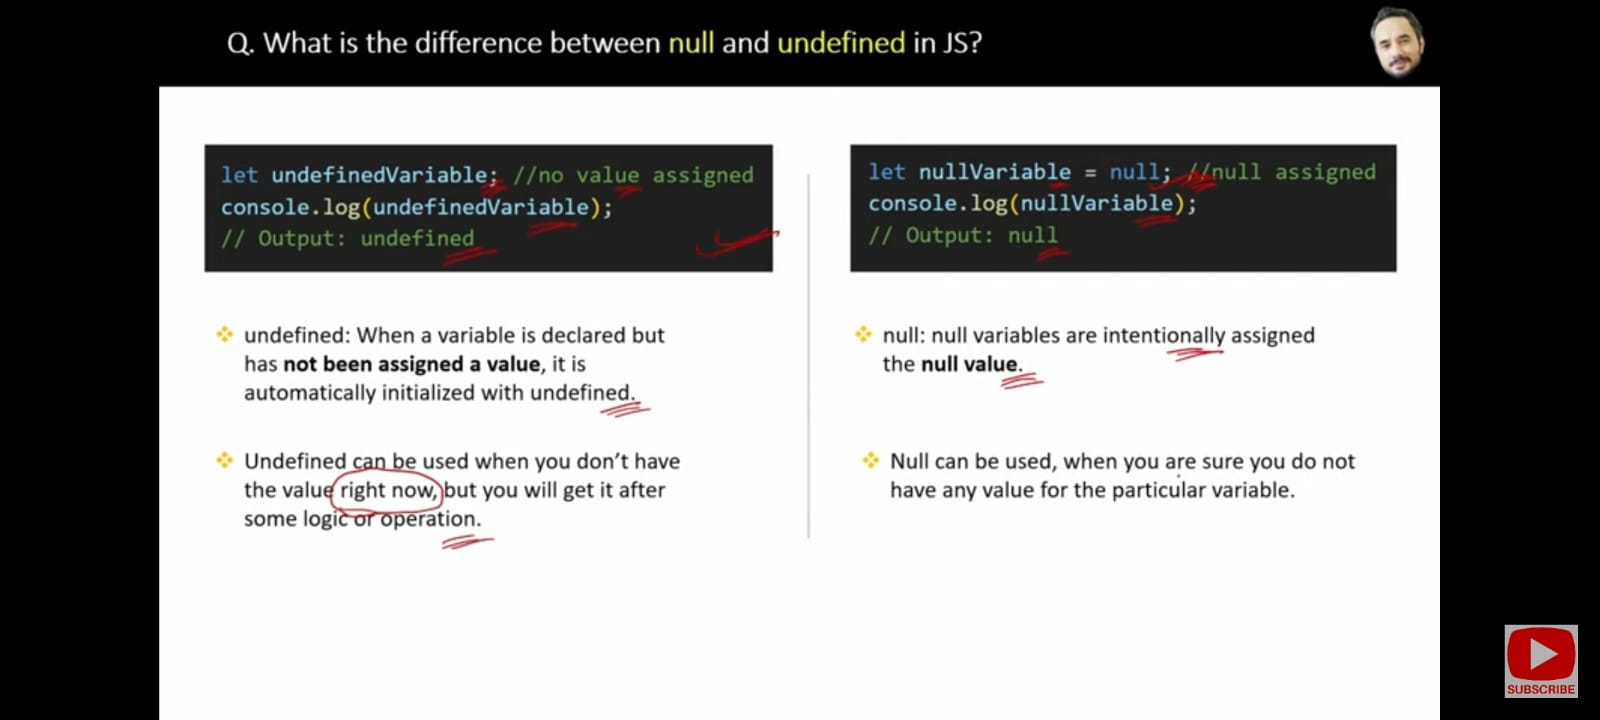 Q. What is the difference between null and undefined in JS?
let undefinedVariable; //no value assigned
console.log(undefinedVariable);
// Output: undefined
undefined: When a variable is declared but
has not been assigned a value, it is
automatically initialized with undefined.
Undefined can be used when you don't have
the value right now, but you will get it after
some logic or operation.
let nullVariable = null; //null assigned
console.log(nullVariable);
// Output: null
null: null variables are intentionally assigned
the null value.
Null can be used, when you are sure you do not
have any value for the particular variable.
SUBSCRIBE